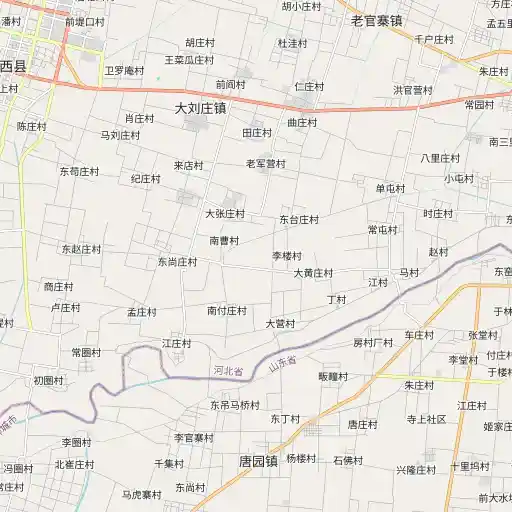 潘村
前堤口村
胡小庄村
老官寨镇
方庄村
孟五里
千户庄村
胡庄村
杜洼村
西县
王菜瓜庄村
卫罗庵村
前阎村
仁庄村
朱庄村
洪官营村
上村
常园村
大刘庄镇
肖庄村
陈庄村
马刘庄村
田庄村
曲庄村
南三里
八里庄村
来店村
老军营村
东苟庄村
纪庄村
小屯村
单屯村
大张庄村
东台庄村
时庄村
常屯村
南曹村
东赵庄村
李楼村
赵村
东尚庄村
大黄庄村
马村
东窑
商庄村
江村
丁村
卢庄村
孟庄村
南付庄村
于林
大营村
江庄村
房村厂村
车庄村
张堂村
常圈村
河北省
山东省
李堂村
付庄村
初圈村
畈疃村
朱庄村
于楼村
东吊马桥村
江庄村
东丁村
唐庄村
寺上社区
姬家庄
李圈村
李官寨村
冯圈村
北崔庄村
千集村
唐园镇
杨楼村
石佛村
兴隆庄村
十里坞村
常庄村
马虎寨村
东尚村
前大水坑